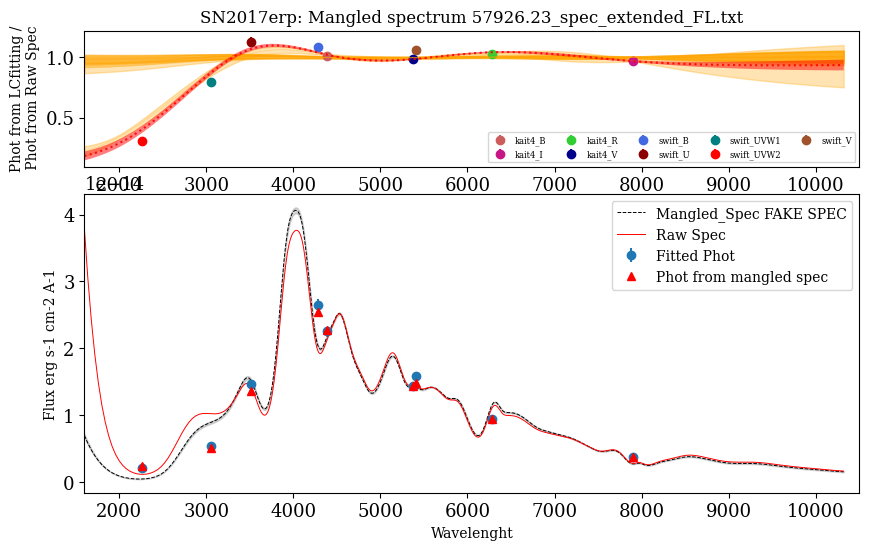 SN2017erp: Mangled spectrum 57926.23_spec_extended_FL.txt
Phot from LCfitting /
Phot from Raw Spec
1.0
0.5
kait4_B kait4_R swift_B swift_UVW1 swift_V
kait4_I kait4_V swift_U swift_UVW2
2000 3000 4000 5000 6000 7000 8000 9000 10000
1e−14
Mangled_Spec FAKE SPEC
Raw Spec
Fitted Phot
Phot from mangled spec
Flux erg s-1 cm-2 A-1
4
3
2
1
0
2000 3000 4000 5000 6000 7000 8000 9000 10000
Wavelenght